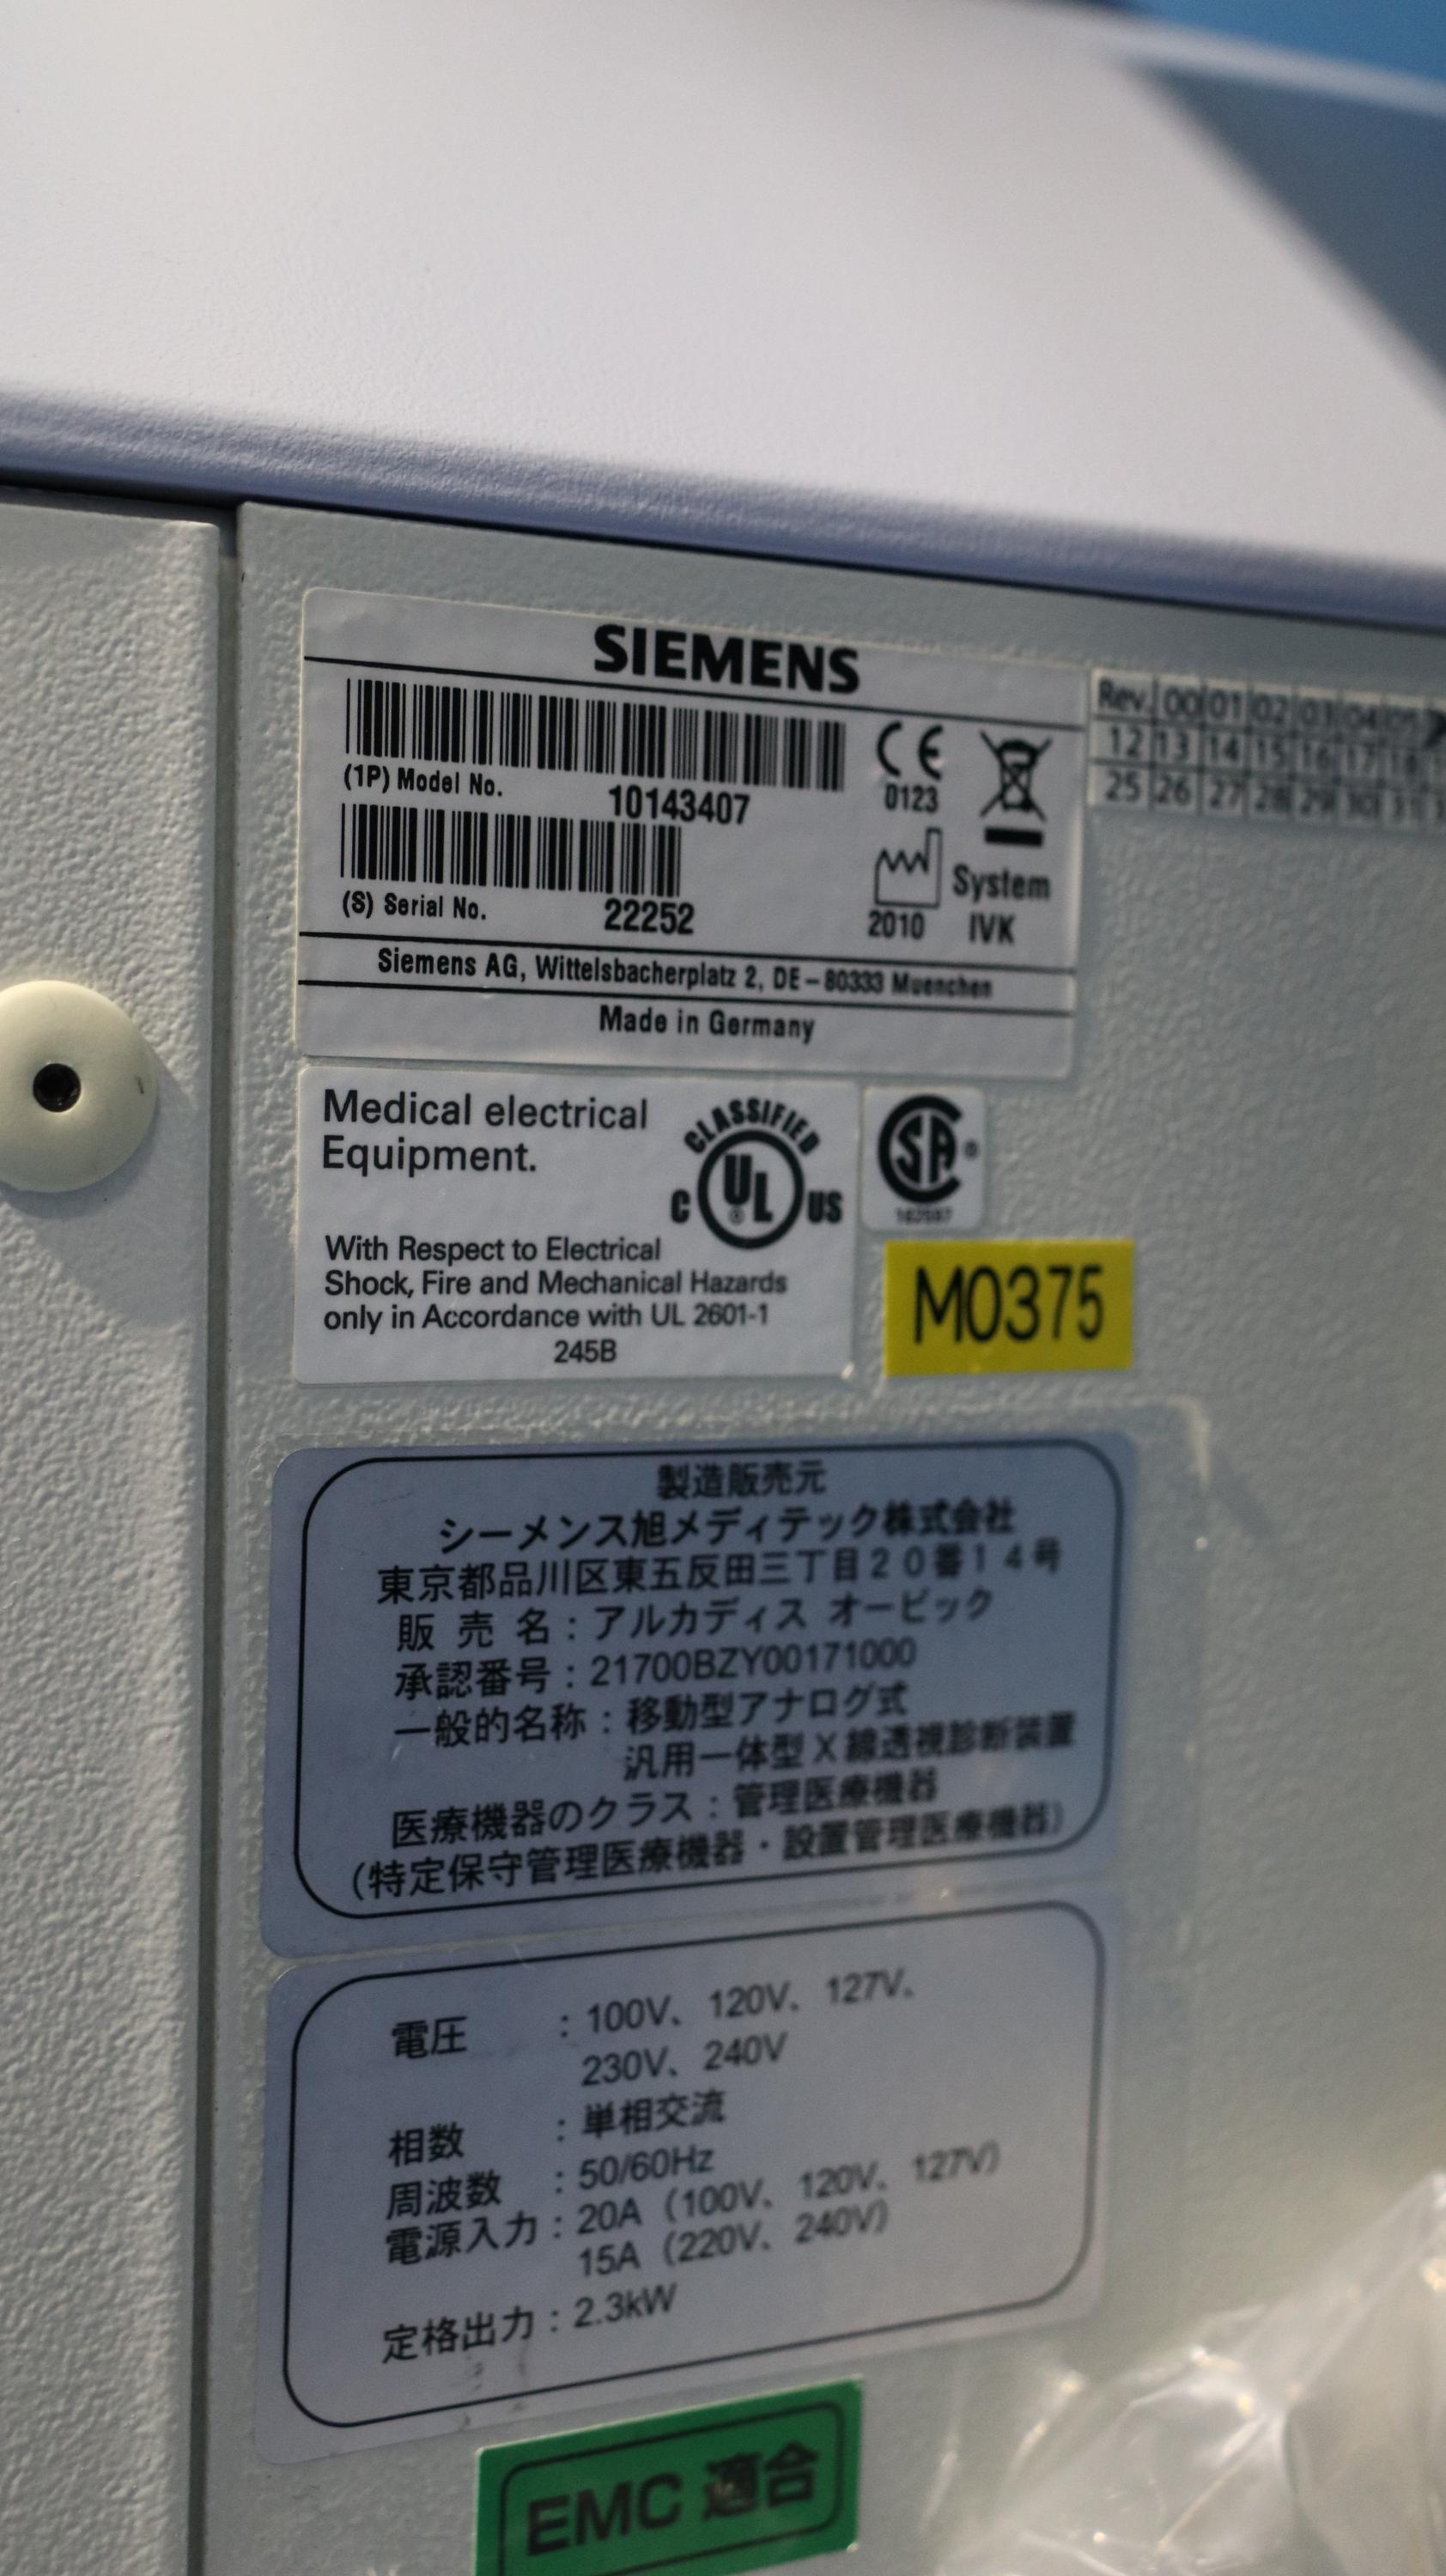 SIEMENS
(1P) Model No. 10143407
0123
(S) Serial No. 22252
2010
System
IVK
Siemens AG, Wittelsbacherplatz 2, DE-80333 Muenchen
Made in Germany
Rev. 00 01 02 03 04 05
12 13 14 15 16 17 18
25 26 27 28 29 30 31
Medical electrical
Equipment.
CLASSIFIED
C UL ® US
With Respect to Electrical
Shock, Fire and Mechanical Hazards
only in Accordance with UL 2601-1
245B
SA ®
M0375
製造販売元
シーメンス旭メディテック株式会社
東京都品川区東五反田三丁目20番14号
販売名：アルカディス オービック
承認番号：21700BZY00171000
一般的名称：移動型アナログ式
汎用一体型X線透視診断装置
医療機器のクラス：管理医療機器
（特定保守管理医療機器・設置管理医療機器）
電圧：100V、120V、127V、
230V、240V
相数：単相交流
周波数：50/60Hz
電源入力：20A（100V、120V、127V）
15A（220V、240V）
定格出力：2.3kW
EMC 適合